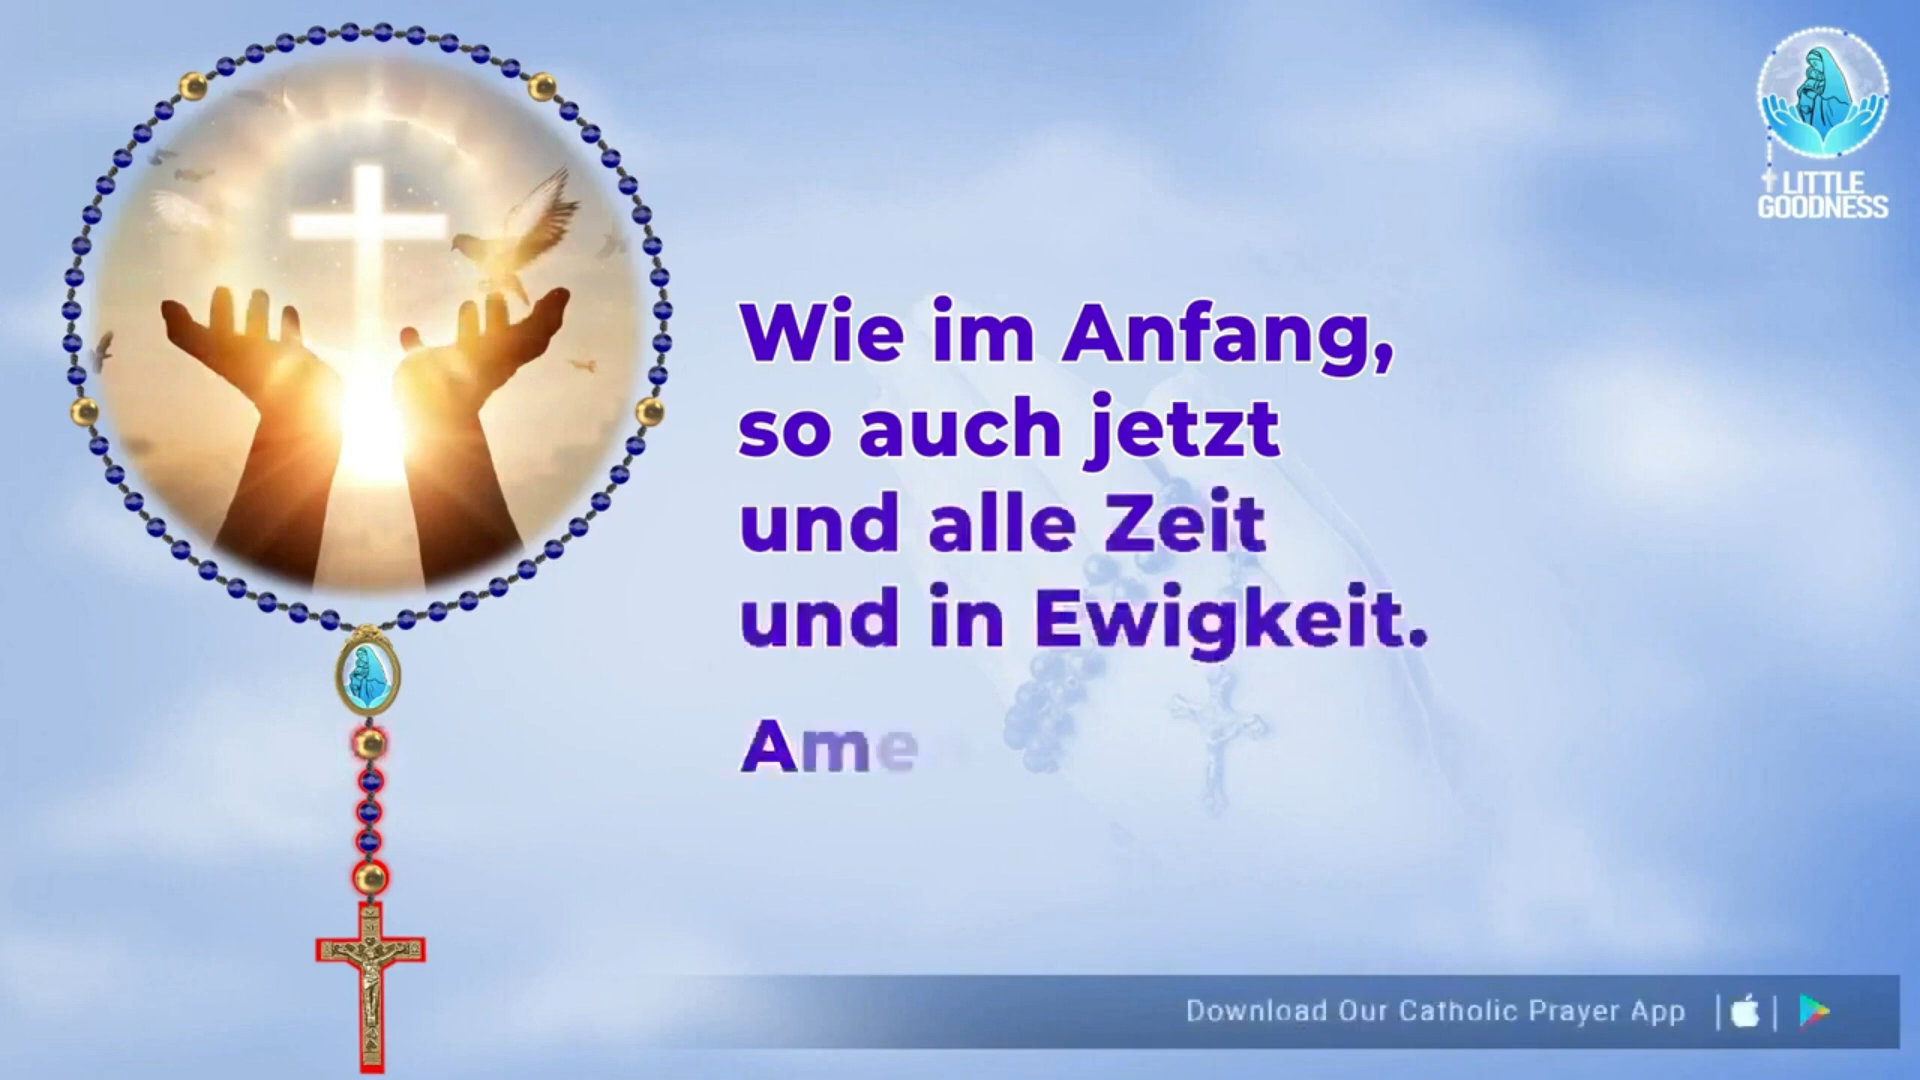 LITTLE
GOODNESS
Wie im Anfang,
so auch jetzt
und alle Zeit
und in Ewigkeit.
Ame
Download Our Catholic Prayer App